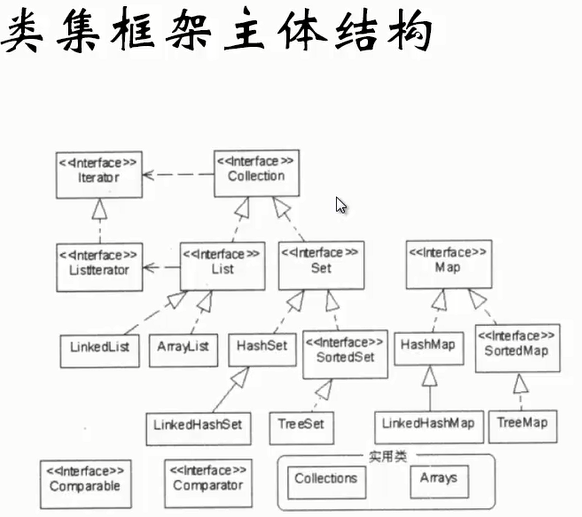 类集框架主体结构
<<Interface>>
Iterator
<<Interface >>
Collection
<<Interface>>
ListIterator
<<Interface>>
List
<<Interface>>
Set
<<Interface>>
Map
LinkedList
ArrayList
HashSet
<<Interface>>
SortedSet
HashMap
<<Interface>>
SortedMap
LinkedHashSet
TreeSet
LinkedHashMap
TreeMap
<<Interface>>
Comparable
<<Interface>>
Comparator
实用类
Collections
Arrays